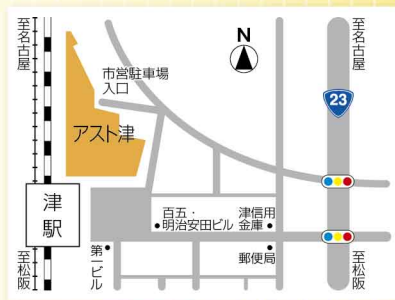 至名古屋
N
至名古屋
市営駐車場
入口
23
アスト津
津駅
百五・
明治安田ビル
津信用
金庫
第一ビル
郵便局
至松阪
至松阪